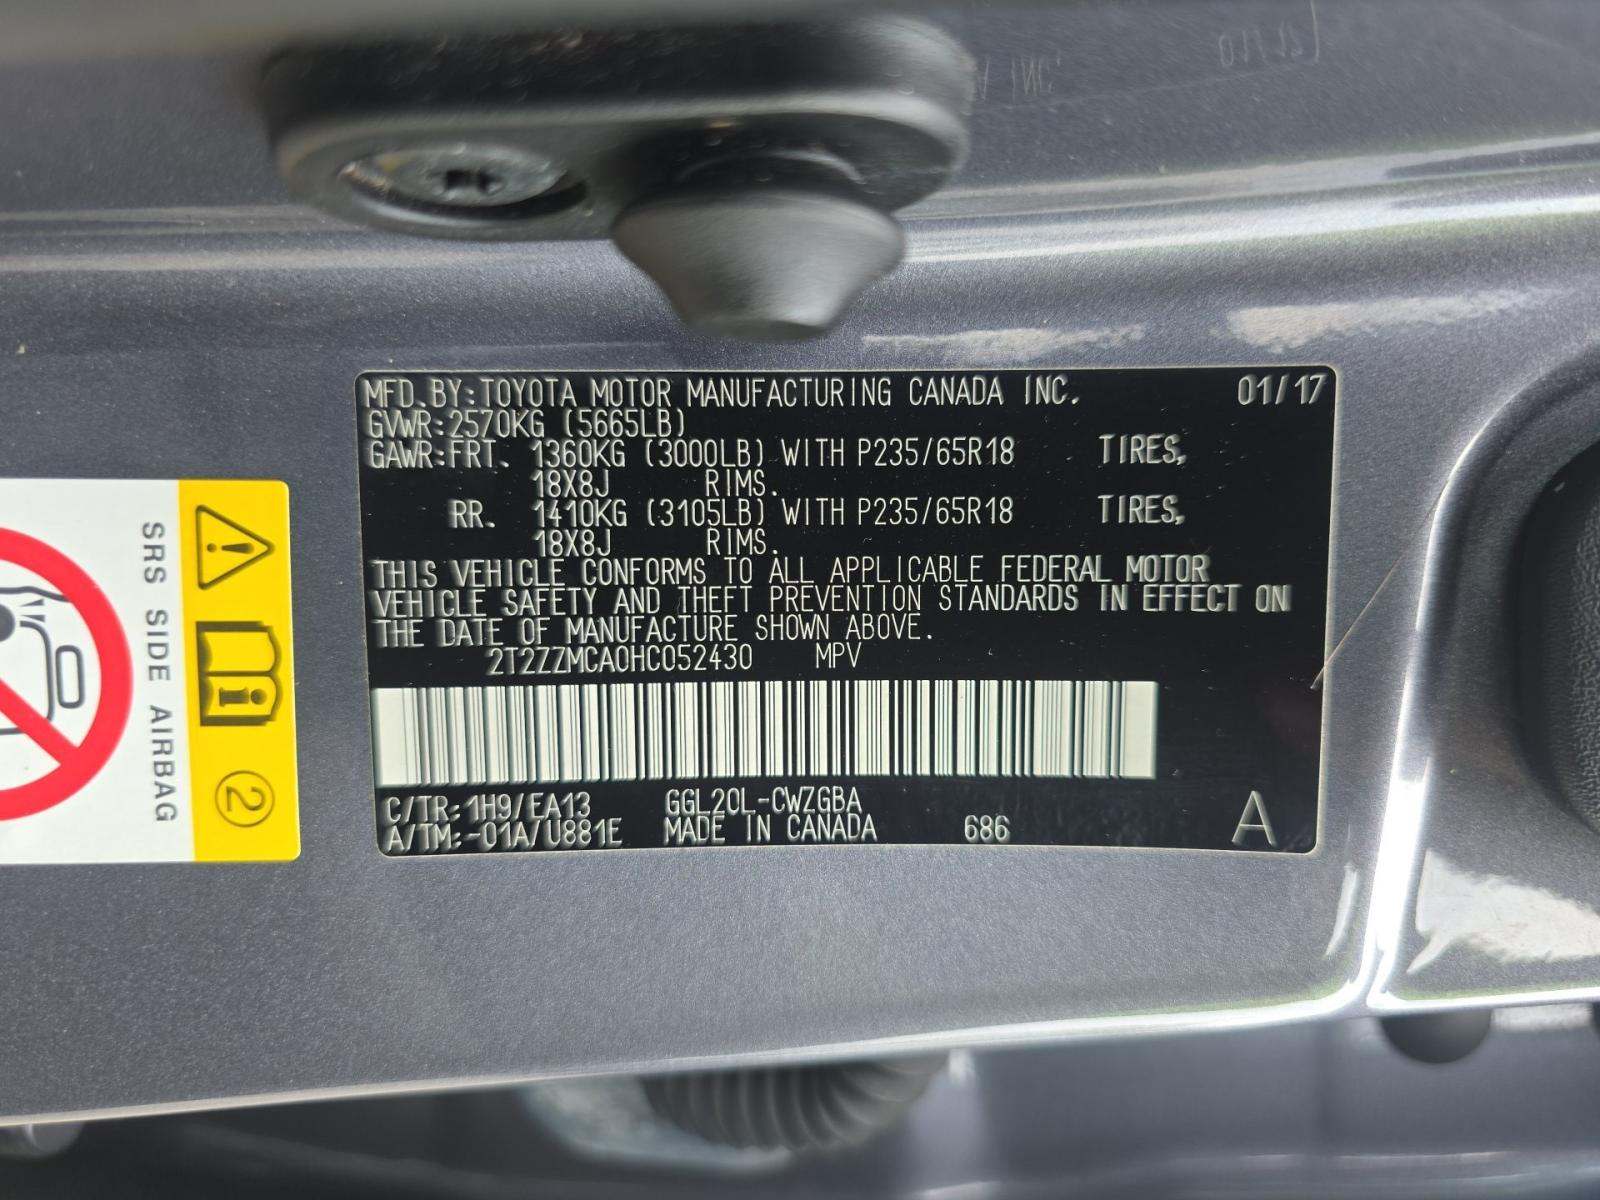 MFD.BY:TOYOTA MOTOR MANUFACTURING CANADA INC. 01/17
GVWR:2570KG (5665LB)
GAWR:FRT. 1360KG (3000LB) WITH P235/65R18 TIRES,
18X8J RIMS.
RR. 1410KG (3105LB) WITH P235/65R18 TIRES,
18X8J RIMS.
THIS VEHICLE CONFORMS TO ALL APPLICABLE FEDERAL MOTOR
VEHICLE SAFETY AND THEFT PREVENTION STANDARDS IN EFFECT ON
THE DATE OF MANUFACTURE SHOWN ABOVE.
2T2ZZMCA0HC052430 MPV
C/TR:1H9/EA13 GGL20L-CWZGBA
A/TM:-01A/U881E MADE IN CANADA 686 A
SRS SIDE AIRBAG
2